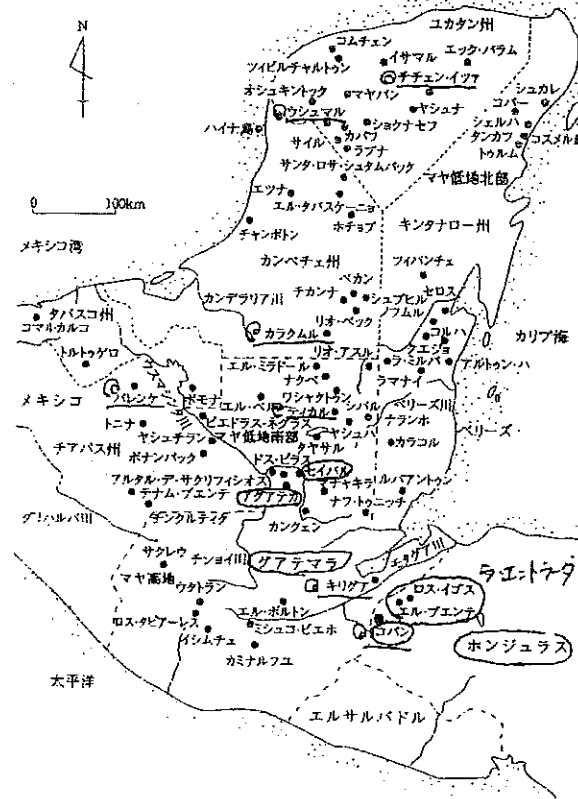 N
ユカタン州
コムチェン
イサマル
エック・バラム
ツィビルチャルトゥン
チチェン・イツァ
オシュキントック
マヤパン
シュカレ
コバー
ウシュマル
ヤシュナ
シェルハ
ハイナ島
カバフ
ショクナセフ
タンカフ
コスメル島
サイル
ラブナ
トゥルム
サンタ・ロサ・シュタムパック
マヤ低地北部
エツナ
0 100km
エル・タバスケーニョ
キンタナロー州
ホチョブ
チャンポトン
メキシコ湾
カンペチェ州
ツィバンチェ
ベカン
セロス
チカンナ
シュプヒル
カンデラリア川
フムル
タバスコ州
リオ・ベック
コルハ
カリブ海
コマルカルコ
カラクムル
クエジョ
リオ・アスル
トルトゥゲロ
エル・ミラドール
ラ・ミルパ
アルトゥン・ハ
ナクベ
ラマナイ
ウスマシンタ川
メキシコ
パレンケ
ポモナ
ワシャクトゥン
ベリーズ川
エル・ペル
ティカル
シバル
ナランホ
ベリーズ
トニナ
ピエドラス・ネグラス
ヤシュハ
ヤシュチラン
マヤ低地南部
カラコル
チアパス州
タヤサル
ボナンパック
ドス・ピラス
セイバル
アルタル・デ・サクリフィシオス
マチャキラ
ルバアントゥン
テナム・プエンテ
アグアテカ
ナフ・トゥニッチ
チンクルティク
グリハルバ川
カンクェン
サクレウ
チショイ川
グアテマラ
モタグア川
ラ・エントラーダ
マヤ高地
キリグア
ロス・イゴス
ウタトラン
エル・ポルトン
エル・プエンテ
ロス・タピアーレス
ミシュコ・ビエホ
コパン
イシムチェ
ホンジュラス
カミナルフユ
太平洋
エルサルバドル